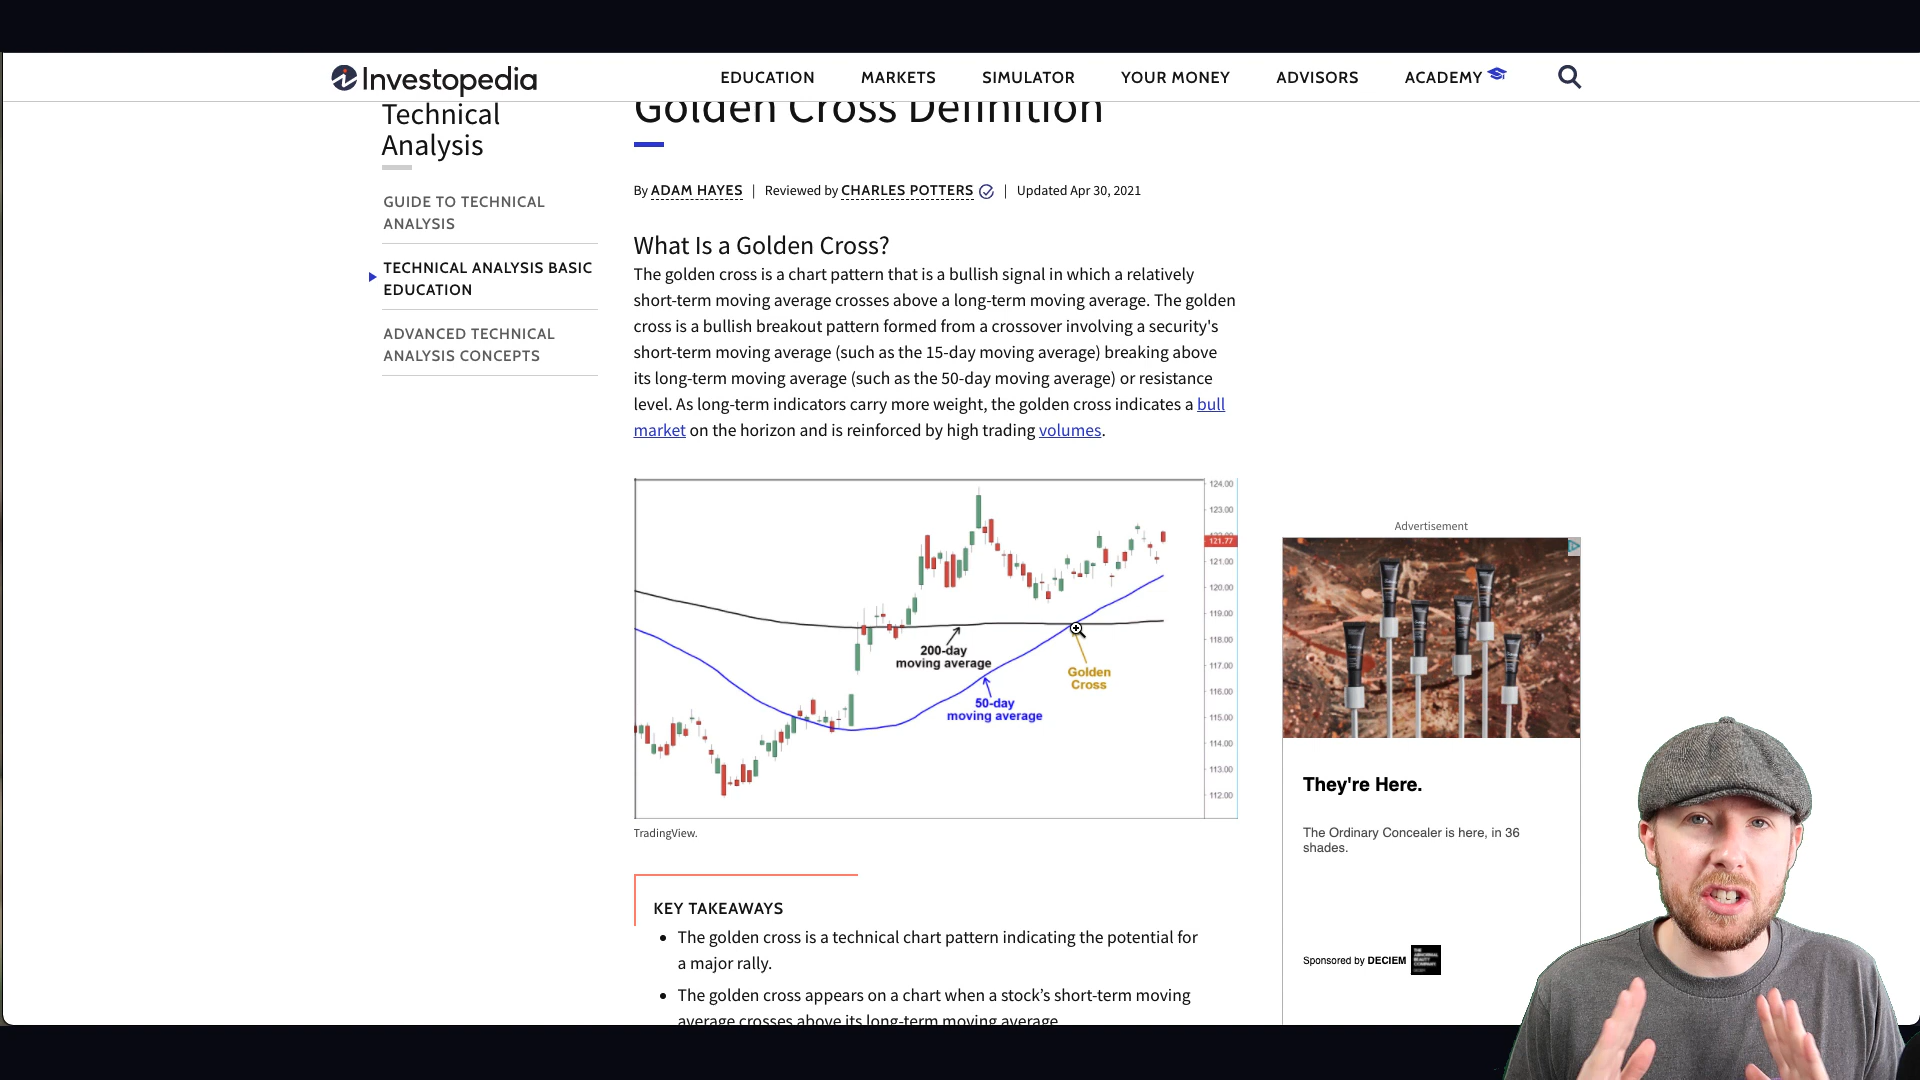 Investopedia
EDUCATION
MARKETS
SIMULATOR
YOUR MONEY
ADVISORS
ACADEMY
Technical
Analysis
GUIDE TO TECHNICAL
ANALYSIS
TECHNICAL ANALYSIS BASIC
EDUCATION
ADVANCED TECHNICAL
ANALYSIS CONCEPTS
Golden Cross Definition
By ADAM HAYES | Reviewed by CHARLES POTTERS | Updated Apr 30, 2021
What Is a Golden Cross?
The golden cross is a chart pattern that is a bullish signal in which a relatively
short-term moving average crosses above a long-term moving average. The golden
cross is a bullish breakout pattern formed from a crossover involving a security's
short-term moving average (such as the 15-day moving average) breaking above
its long-term moving average (such as the 50-day moving average) or resistance
level. As long-term indicators carry more weight, the golden cross indicates a bull
market on the horizon and is reinforced by high trading volumes.
124.00
123.00
121.77
121.00
120.00
119.00
118.00
117.00
116.00
115.00
114.00
113.00
112.00
200-day
moving average
50-day
moving average
Golden
Cross
TradingView.
KEY TAKEAWAYS
• The golden cross is a technical chart pattern indicating the potential for
a major rally.
• The golden cross appears on a chart when a stock’s short-term moving
average crosses above its long-term moving average
Advertisement
They're Here.
The Ordinary Concealer is here, in 36
shades.
Sponsored by DECIEM